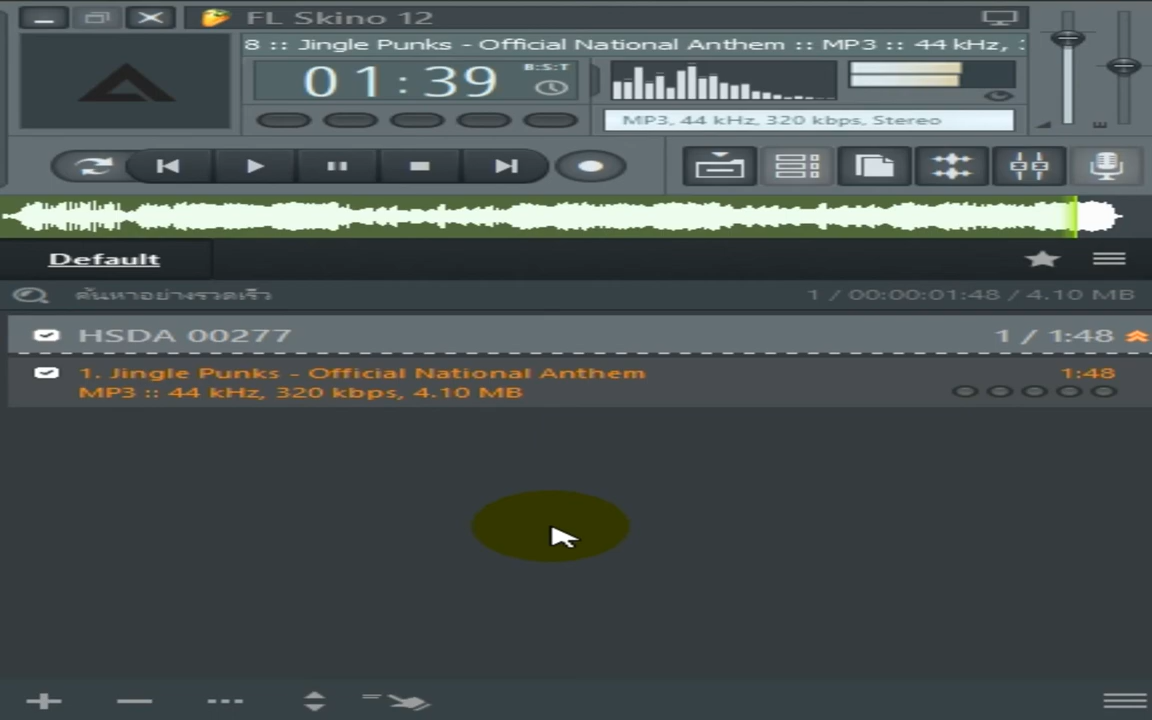 FL Skino 12
8 :: Jingle Punks - Official National Anthem :: MP3 :: 44 kHz, :
01:39
B:S:T
MP3, 44 kHz, 320 kbps, Stereo
Default
ค้นหาอย่างรวดเร็ว
1 / 00:00:01:48 / 4.10 MB
HSDA 00277
1 / 1:48
1. Jingle Punks - Official National Anthem
1:48
MP3 :: 44 kHz, 320 kbps, 4.10 MB